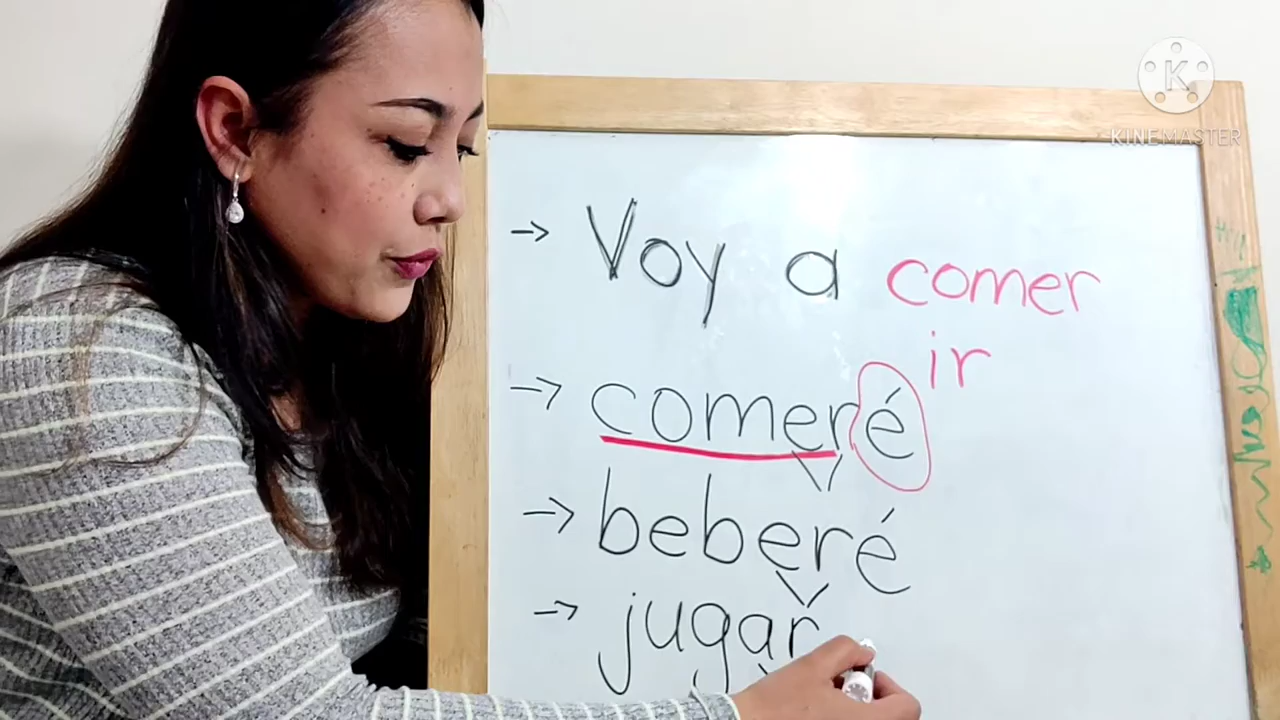 K
KINEMASTER
→ Voy a comer
ir
→ comeré
→ beberé
→ jugar